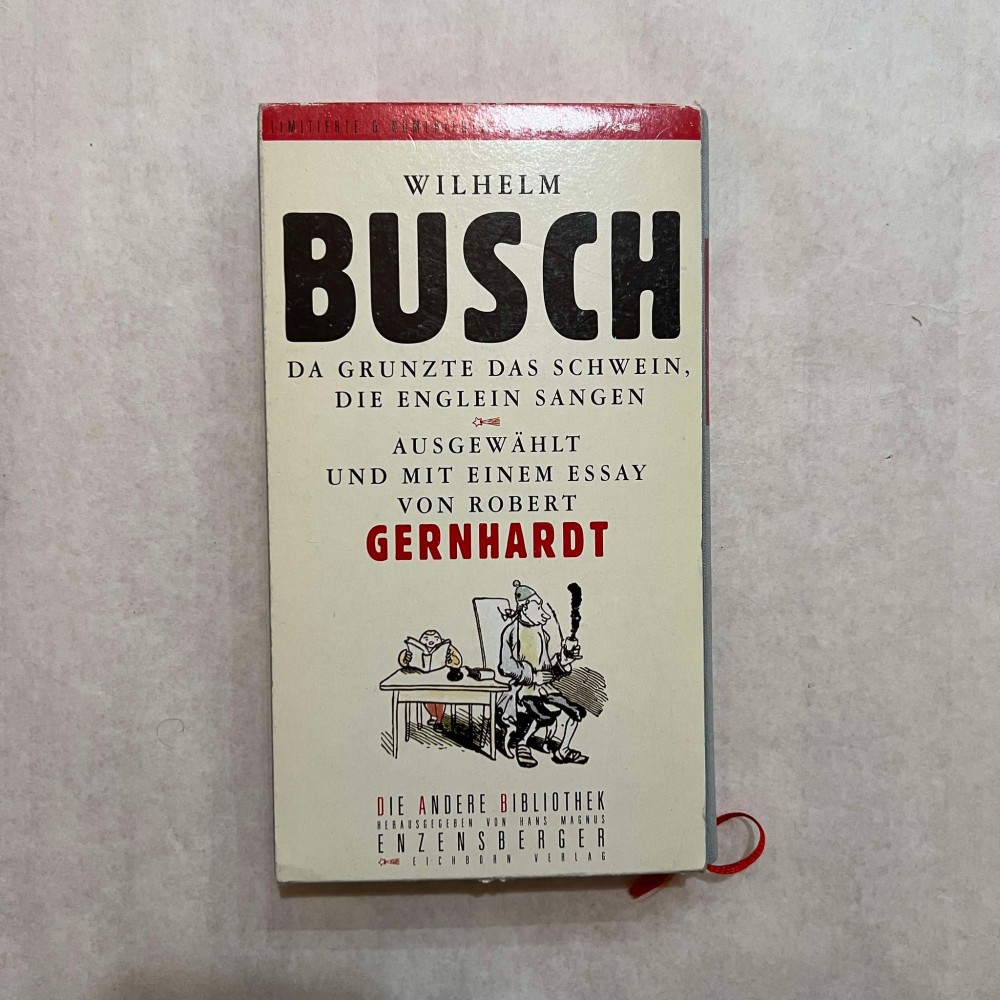 LIMITIERTE &
WILHELM
BUSCH
DA GRUNZTE DAS SCHWEIN,
DIE ENGLEIN SANGEN
AUSGEWÄHLT
UND MIT EINEM ESSAY
VON ROBERT
GERNHARDT
DIE ANDERE BIBLIOTHEK
HERAUSGEGEBEN VON HANS MAGNUS
ENZENSBERGER
EICHBORN VERLAG